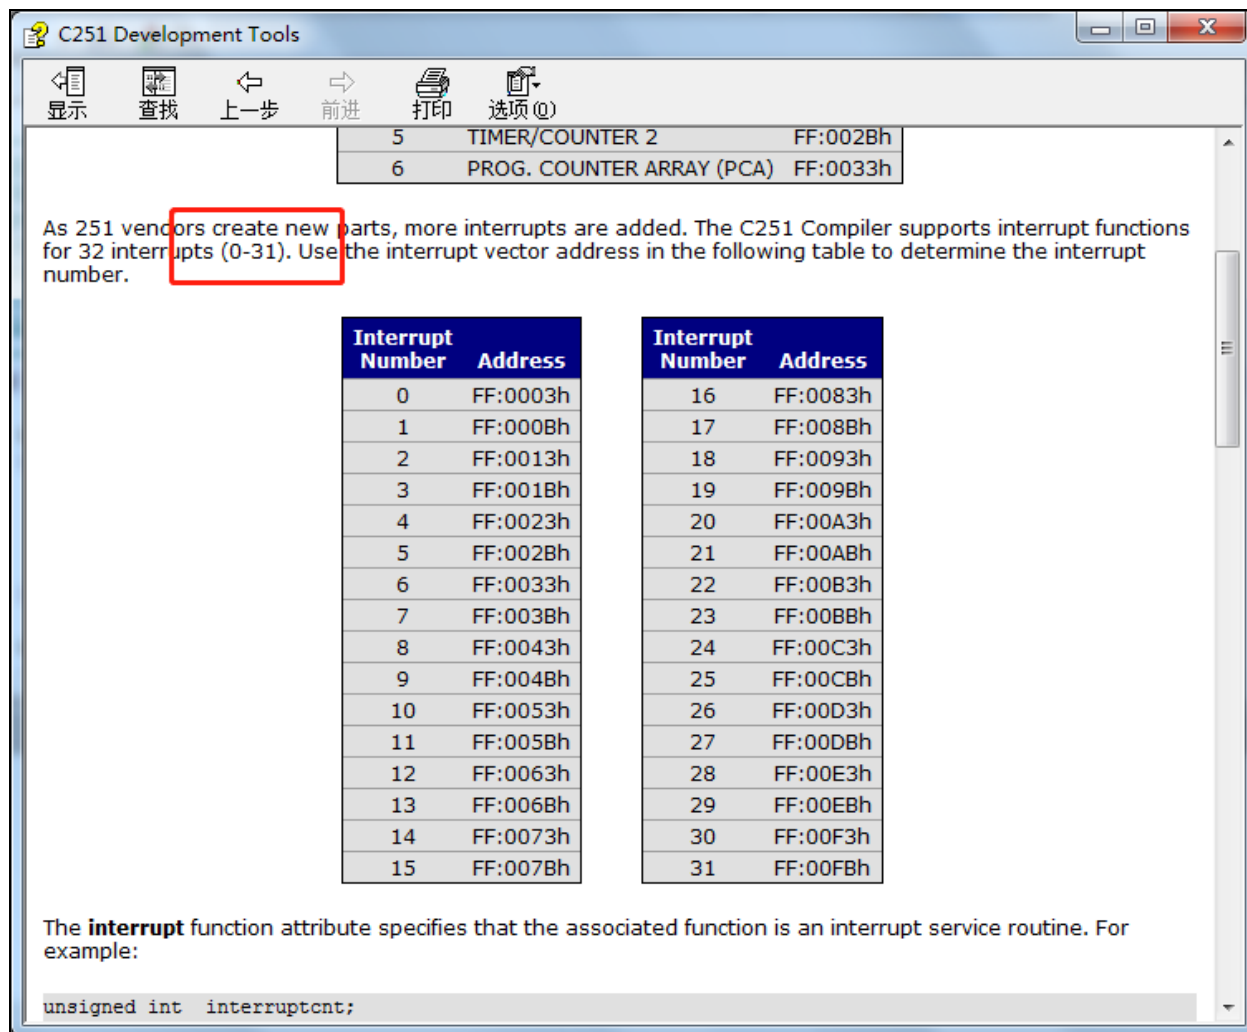 C251 Development Tools
显示 查找 上一步 前进 打印 选项(O)
5 TIMER/COUNTER 2 FF:002Bh
6 PROG. COUNTER ARRAY (PCA) FF:0033h
As 251 vendors create new parts, more interrupts are added. The C251 Compiler supports interrupt functions
for 32 interrupts (0-31). Use the interrupt vector address in the following table to determine the interrupt
number.
Interrupt Interrupt
Number Address Number Address
0 FF:0003h 16 FF:0083h
1 FF:000Bh 17 FF:008Bh
2 FF:0013h 18 FF:0093h
3 FF:001Bh 19 FF:009Bh
4 FF:0023h 20 FF:00A3h
5 FF:002Bh 21 FF:00ABh
6 FF:0033h 22 FF:00B3h
7 FF:003Bh 23 FF:00BBh
8 FF:0043h 24 FF:00C3h
9 FF:004Bh 25 FF:00CBh
10 FF:0053h 26 FF:00D3h
11 FF:005Bh 27 FF:00DBh
12 FF:0063h 28 FF:00E3h
13 FF:006Bh 29 FF:00EBh
14 FF:0073h 30 FF:00F3h
15 FF:007Bh 31 FF:00FBh
The interrupt function attribute specifies that the associated function is an interrupt service routine. For
example:
unsigned int interruptcnt;